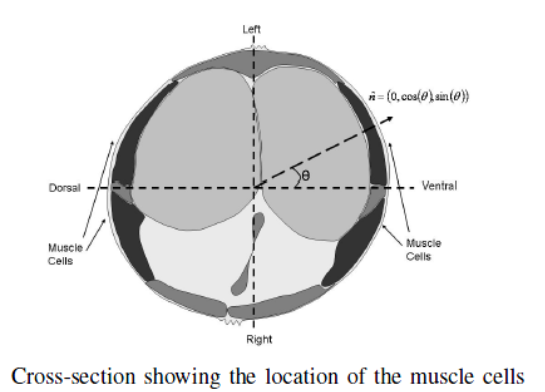 Left
n̂ = (0, cos(θ), sin(θ))
θ
Dorsal
Ventral
Muscle
Cells
Muscle
Cells
Right
Cross-section showing the location of the muscle cells